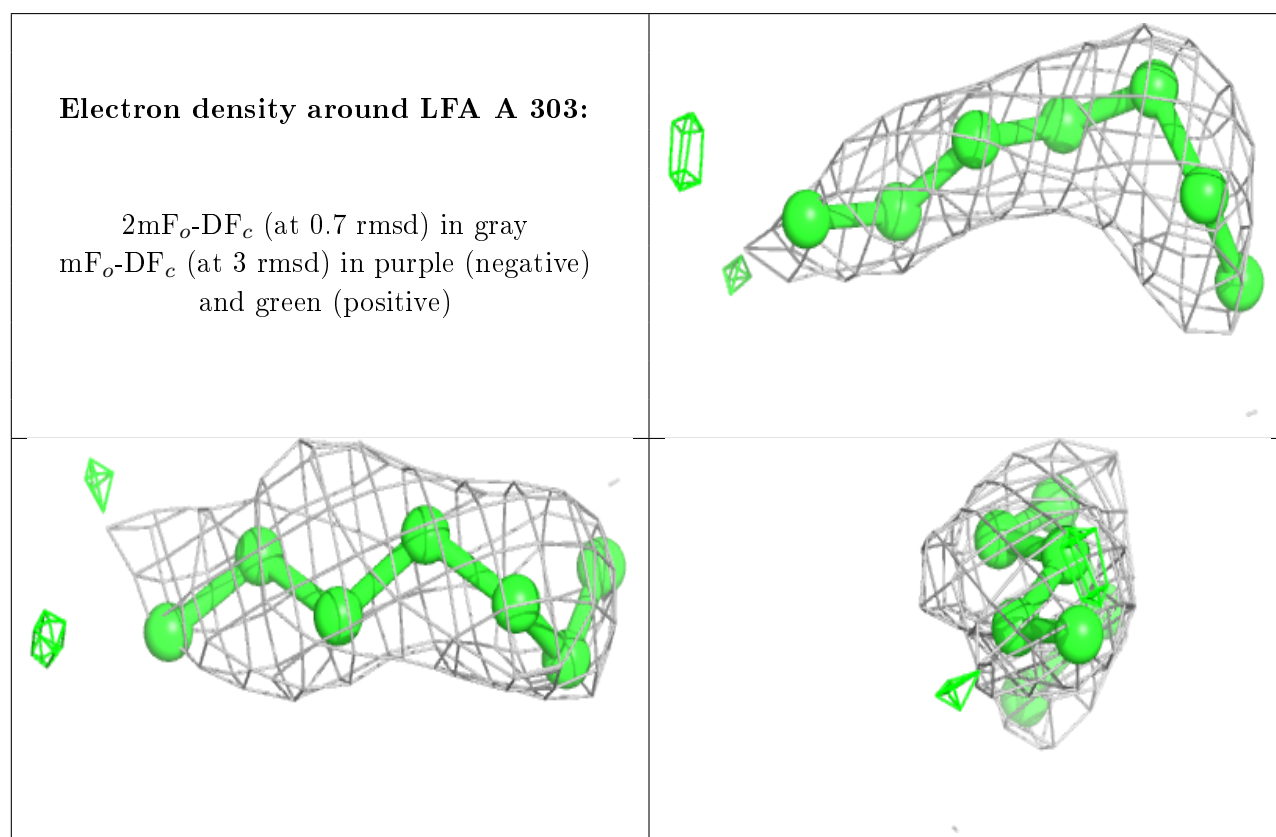 Electron density around LFA A 303:
2mFₒ-DF𝒸 (at 0.7 rmsd) in gray
mFₒ-DF𝒸 (at 3 rmsd) in purple (negative)
and green (positive)